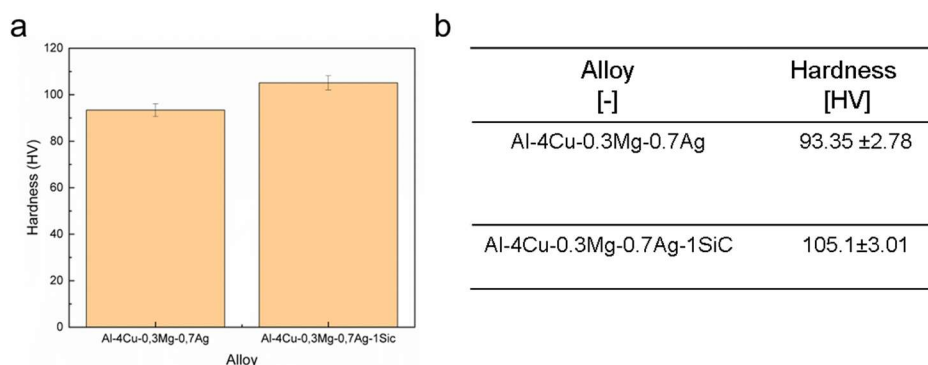 a
120
100
80
60
40
20
0
Hardness (HV)
Al-4Cu-0,3Mg-0,7Ag Al-4Cu-0,3Mg-0,7Ag-1Sic
Alloy
b
Alloy Hardness
[-] [HV]
Al-4Cu-0.3Mg-0.7Ag 93.35 ±2.78
Al-4Cu-0.3Mg-0.7Ag-1SiC 105.1±3.01